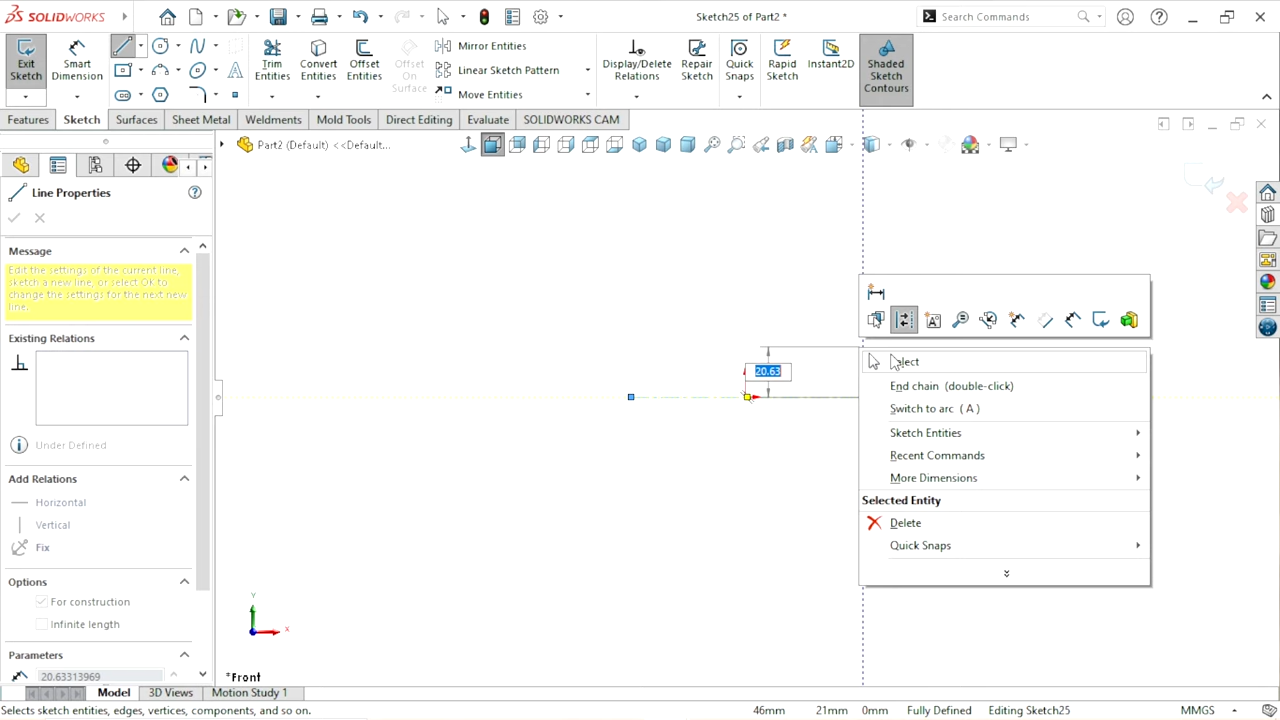 SOLIDWORKS
Sketch25 of Part2 *
Search Commands
Exit Sketch
Smart Dimension
Trim Entities
Convert Entities
Offset Entities
Offset On Surface
Mirror Entities
Linear Sketch Pattern
Move Entities
Display/Delete Relations
Repair Sketch
Quick Snaps
Rapid Sketch
Instant2D
Shaded Sketch Contours
Features
Sketch
Surfaces
Sheet Metal
Weldments
Mold Tools
Direct Editing
Evaluate
SOLIDWORKS CAM
Part2 (Default) <<Default...
Line Properties
Message
Edit the settings of the current line,
sketch a new line, or select OK to
change the settings for the next new
line.
Existing Relations
Under Defined
Add Relations
Horizontal
Vertical
Fix
Options
For construction
Infinite length
Parameters
20.63313969
20.63
End chain (double-click)
Switch to arc ( A )
Sketch Entities
Recent Commands
More Dimensions
Selected Entity
Delete
Quick Snaps
Y
X
*Front
Model
3D Views
Motion Study 1
Selects sketch entities, edges, vertices, components, and so on.
46mm
21mm
0mm
Fully Defined
Editing Sketch25
MMGS